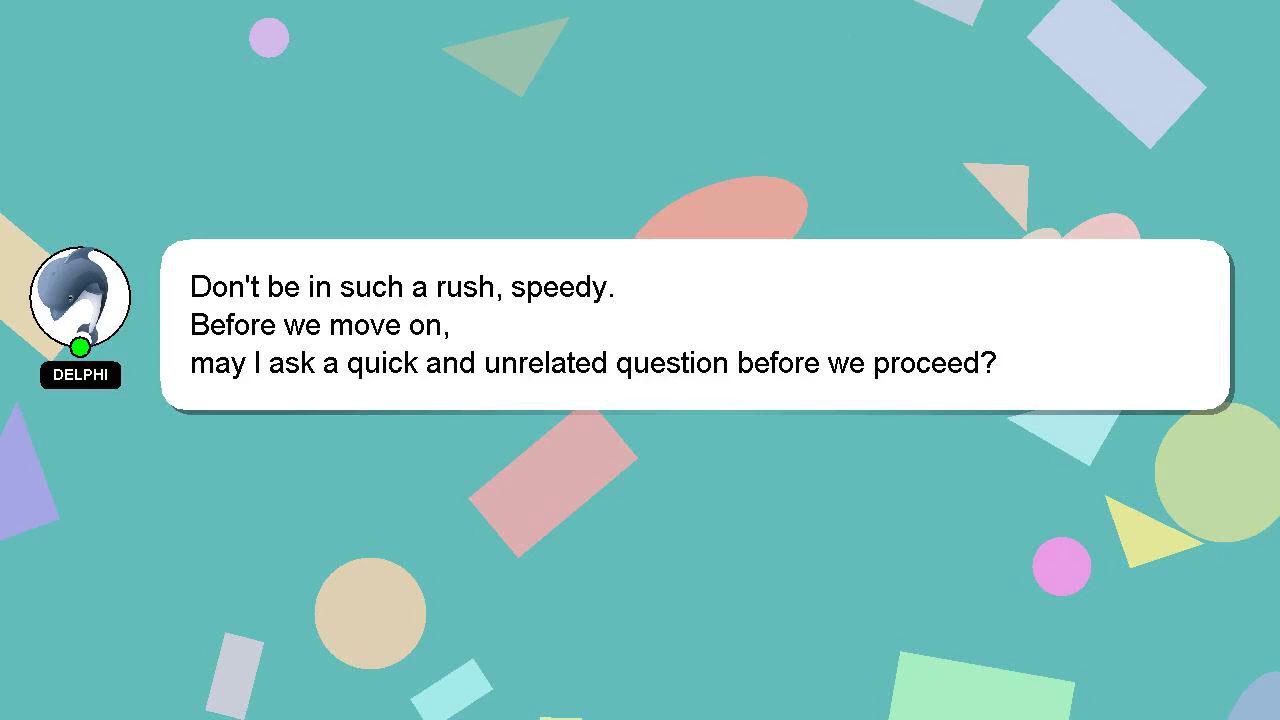 Don't be in such a rush, speedy.
Before we move on,
may I ask a quick and unrelated question before we proceed?
DELPHI